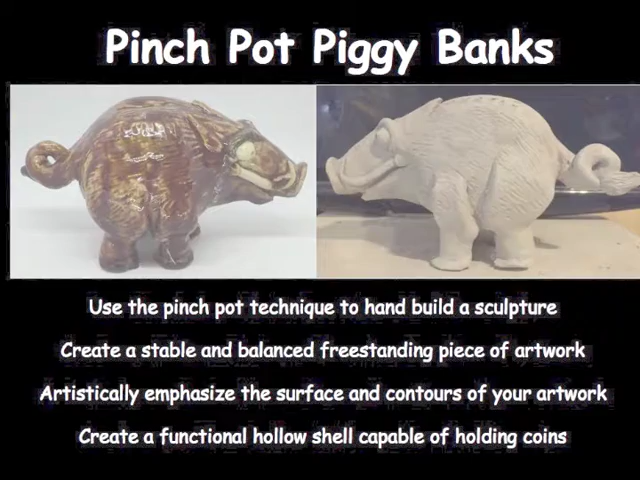 Pinch Pot Piggy Banks
Use the pinch pot technique to hand build a sculpture
Create a stable and balanced freestanding piece of artwork
Artistically emphasize the surface and contours of your artwork
Create a functional hollow shell capable of holding coins